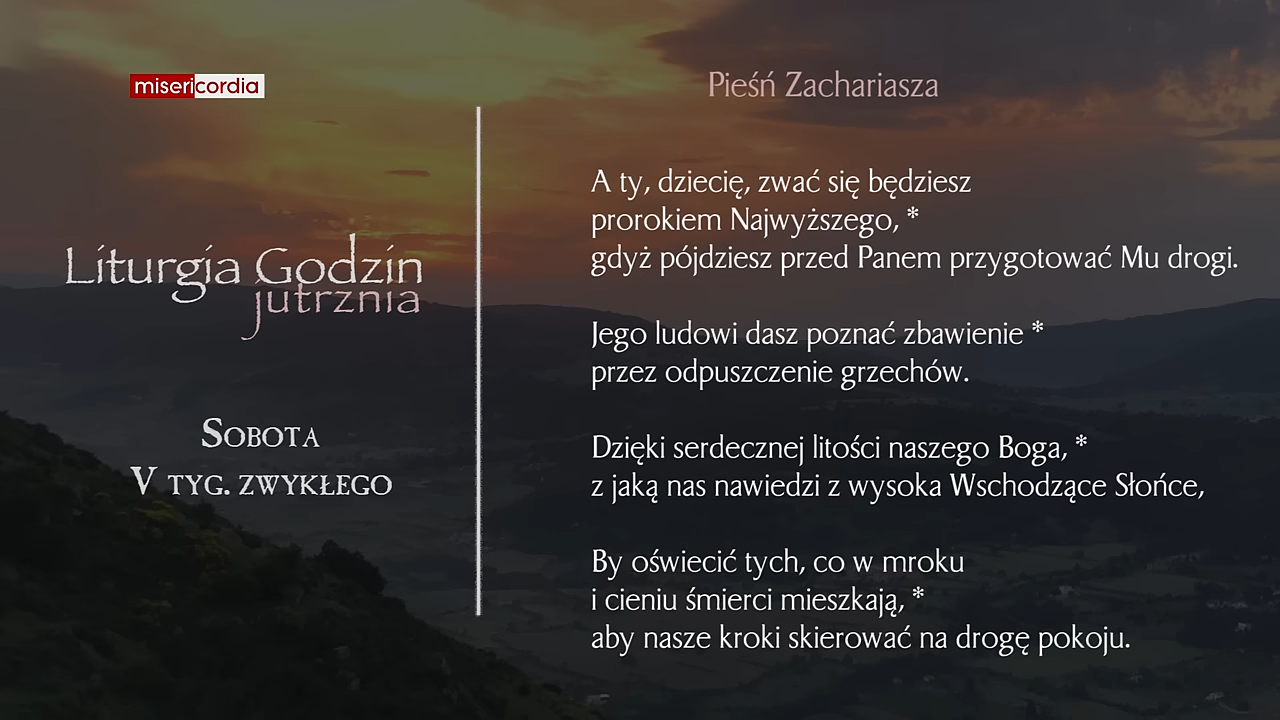 misericordia
Liturgia Godzin
jutrznia
Sobota
V tyg. zwykłego
Pieśń Zachariasza
A ty, dziecię, zwać się będziesz
prorokiem Najwyższego, *
gdyż pójdziesz przed Panem przygotować Mu drogi.
Jego ludowi dasz poznać zbawienie *
przez odpuszczenie grzechów.
Dzięki serdecznej litości naszego Boga, *
z jaką nas nawiedzi z wysoka Wschodzące Słońce,
By oświecić tych, co w mroku
i cieniu śmierci mieszkają, *
aby nasze kroki skierować na drogę pokoju.